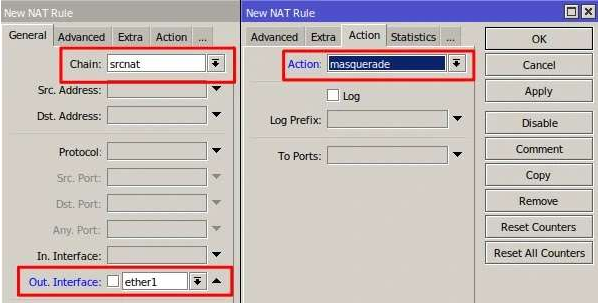 New NAT Rule
General Advanced Extra Action ...
Chain: srcnat
Src. Address:
Dst. Address:
Protocol:
Src. Port:
Dst. Port:
Any. Port:
In. Interface:
Out. Interface: ether1
New NAT Rule
Advanced Extra Action Statistics ...
Action: masquerade
Log
Log Prefix:
To Ports:
OK
Cancel
Apply
Disable
Comment
Copy
Remove
Reset Counters
Reset All Counters